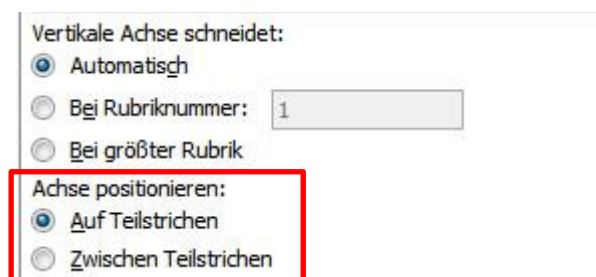 Vertikale Achse schneidet:
Automatisch
Bei Rubriknummer: 1
Bei größter Rubrik
Achse positionieren:
Auf Teilstrichen
Zwischen Teilstrichen